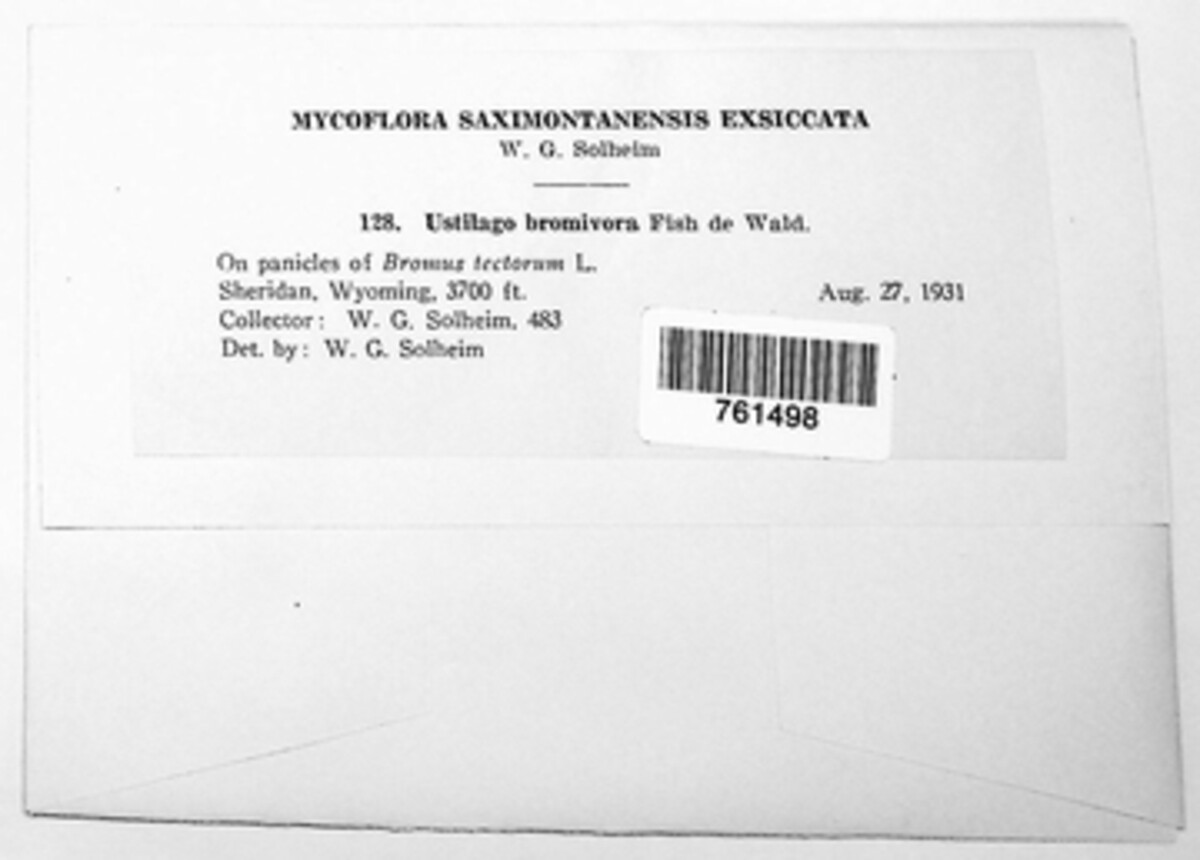 MYCOFLORA SAXIMONTANENSIS EXSICCATA
W. G. Solheim
128. Ustilago bromivora Fish de Wald.
On panicles of Bromus tectorum L.
Sheridan, Wyoming, 3700 ft. Aug. 27, 1931
Collector: W. G. Solheim, 483
Det. by: W. G. Solheim
761498